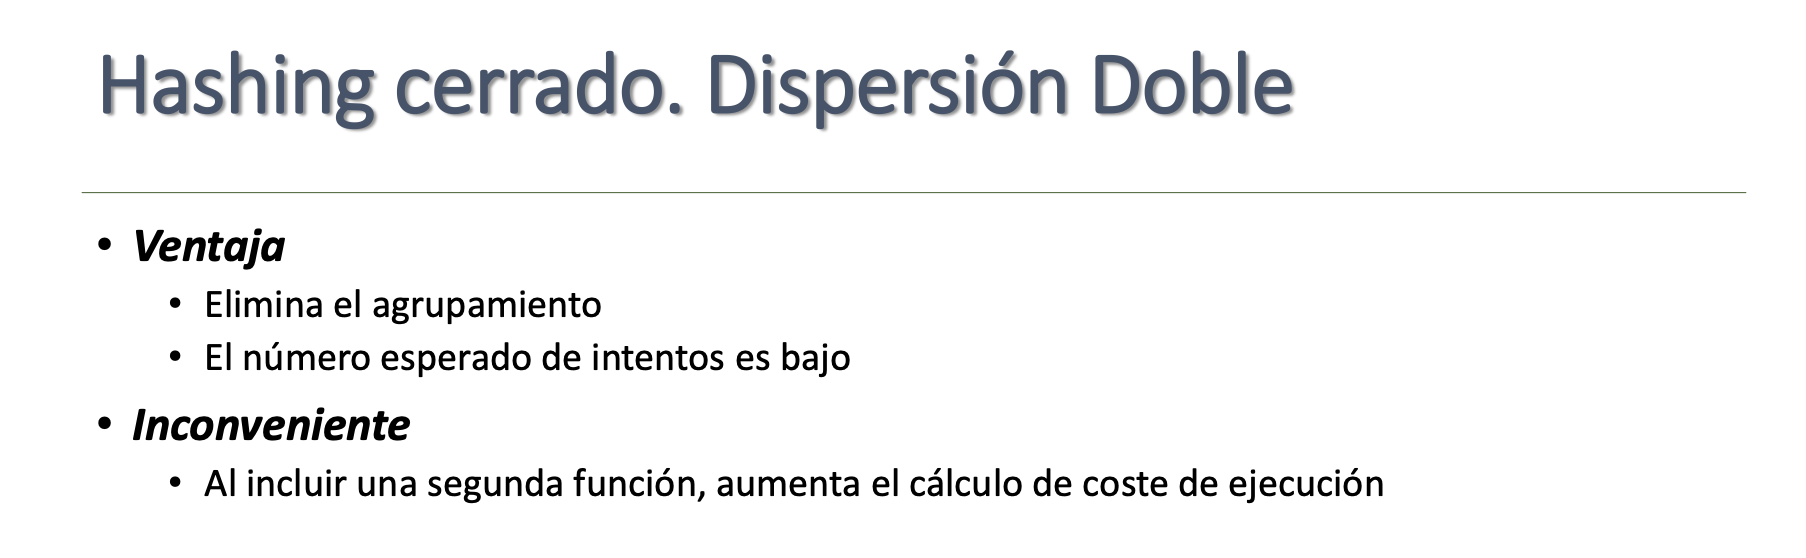 Hashing cerrado. Dispersión Doble
• Ventaja
• Elimina el agrupamiento
• El número esperado de intentos es bajo
• Inconveniente
• Al incluir una segunda función, aumenta el cálculo de coste de ejecución